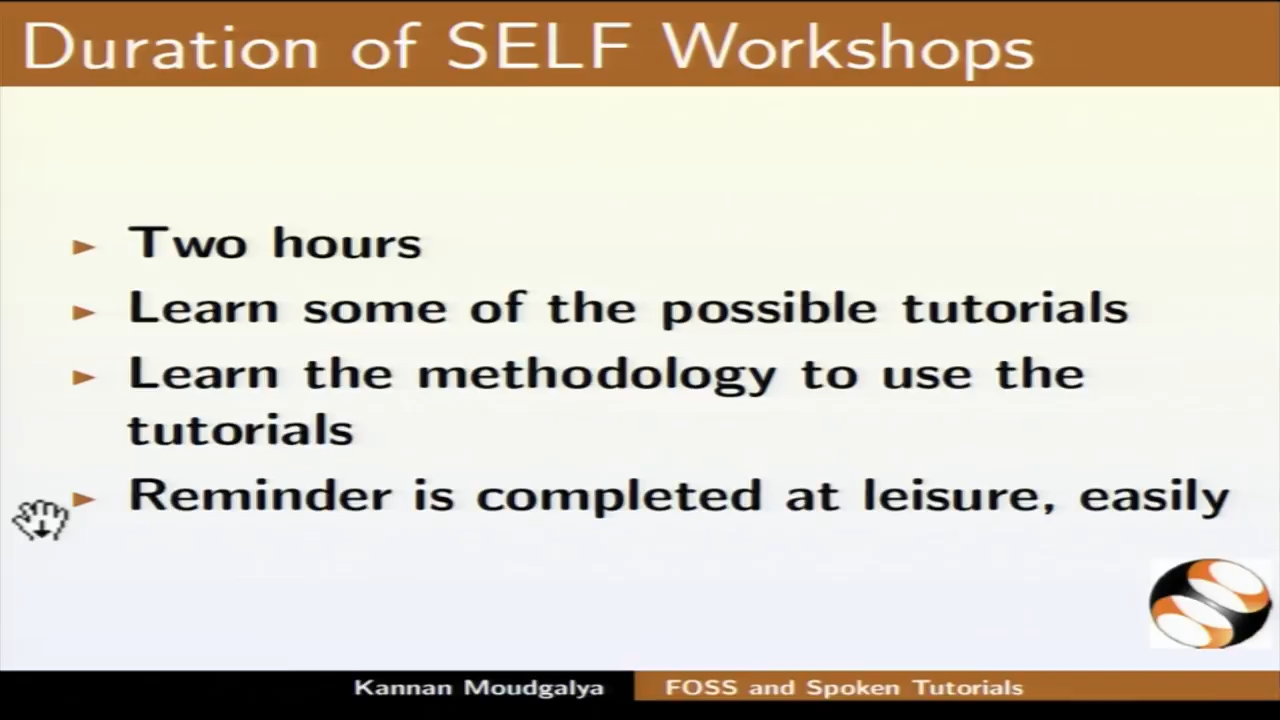 Duration of SELF Workshops
Two hours
Learn some of the possible tutorials
Learn the methodology to use the
tutorials
Reminder is completed at leisure, easily
Kannan Moudgalya
FOSS and Spoken Tutorials